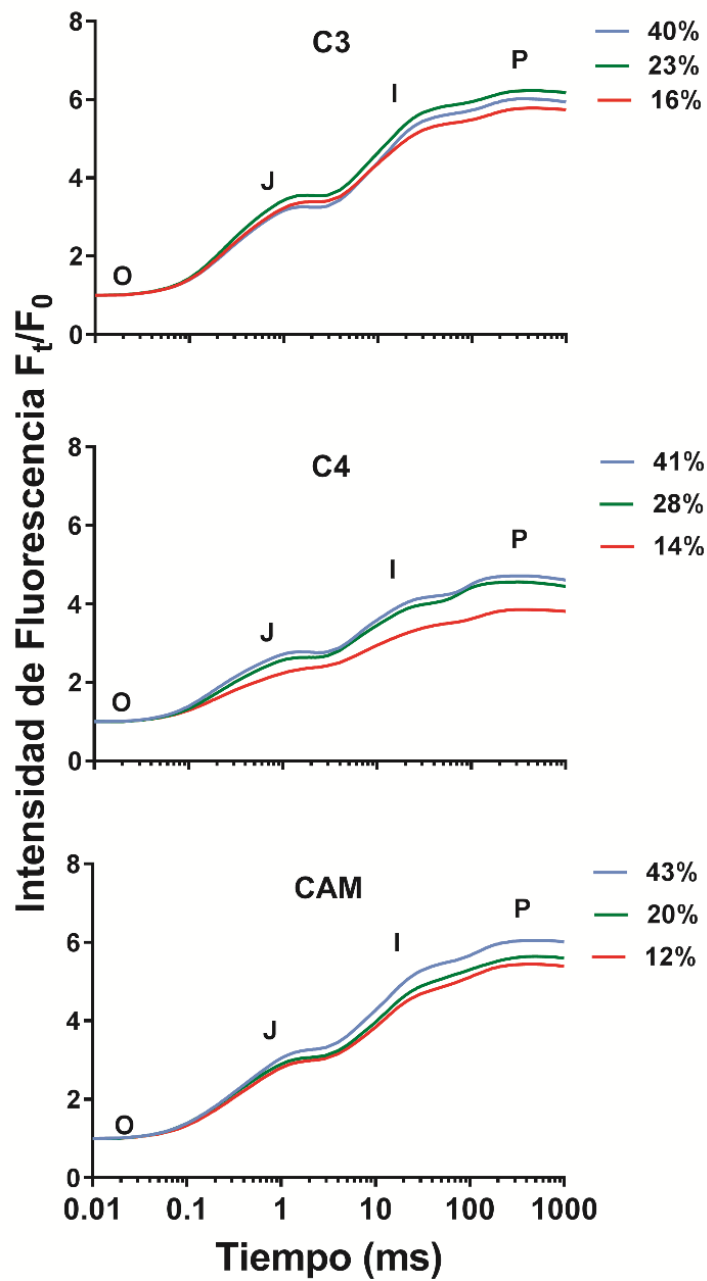 Intensidad de Fluorescencia Ft/F0
C3
40%
23%
16%
8
6
4
2
0
O
J
I
P
C4
41%
28%
14%
8
6
4
2
0
O
J
I
P
CAM
43%
20%
12%
8
6
4
2
0
O
J
I
P
0.01 0.1 1 10 100 1000
Tiempo (ms)